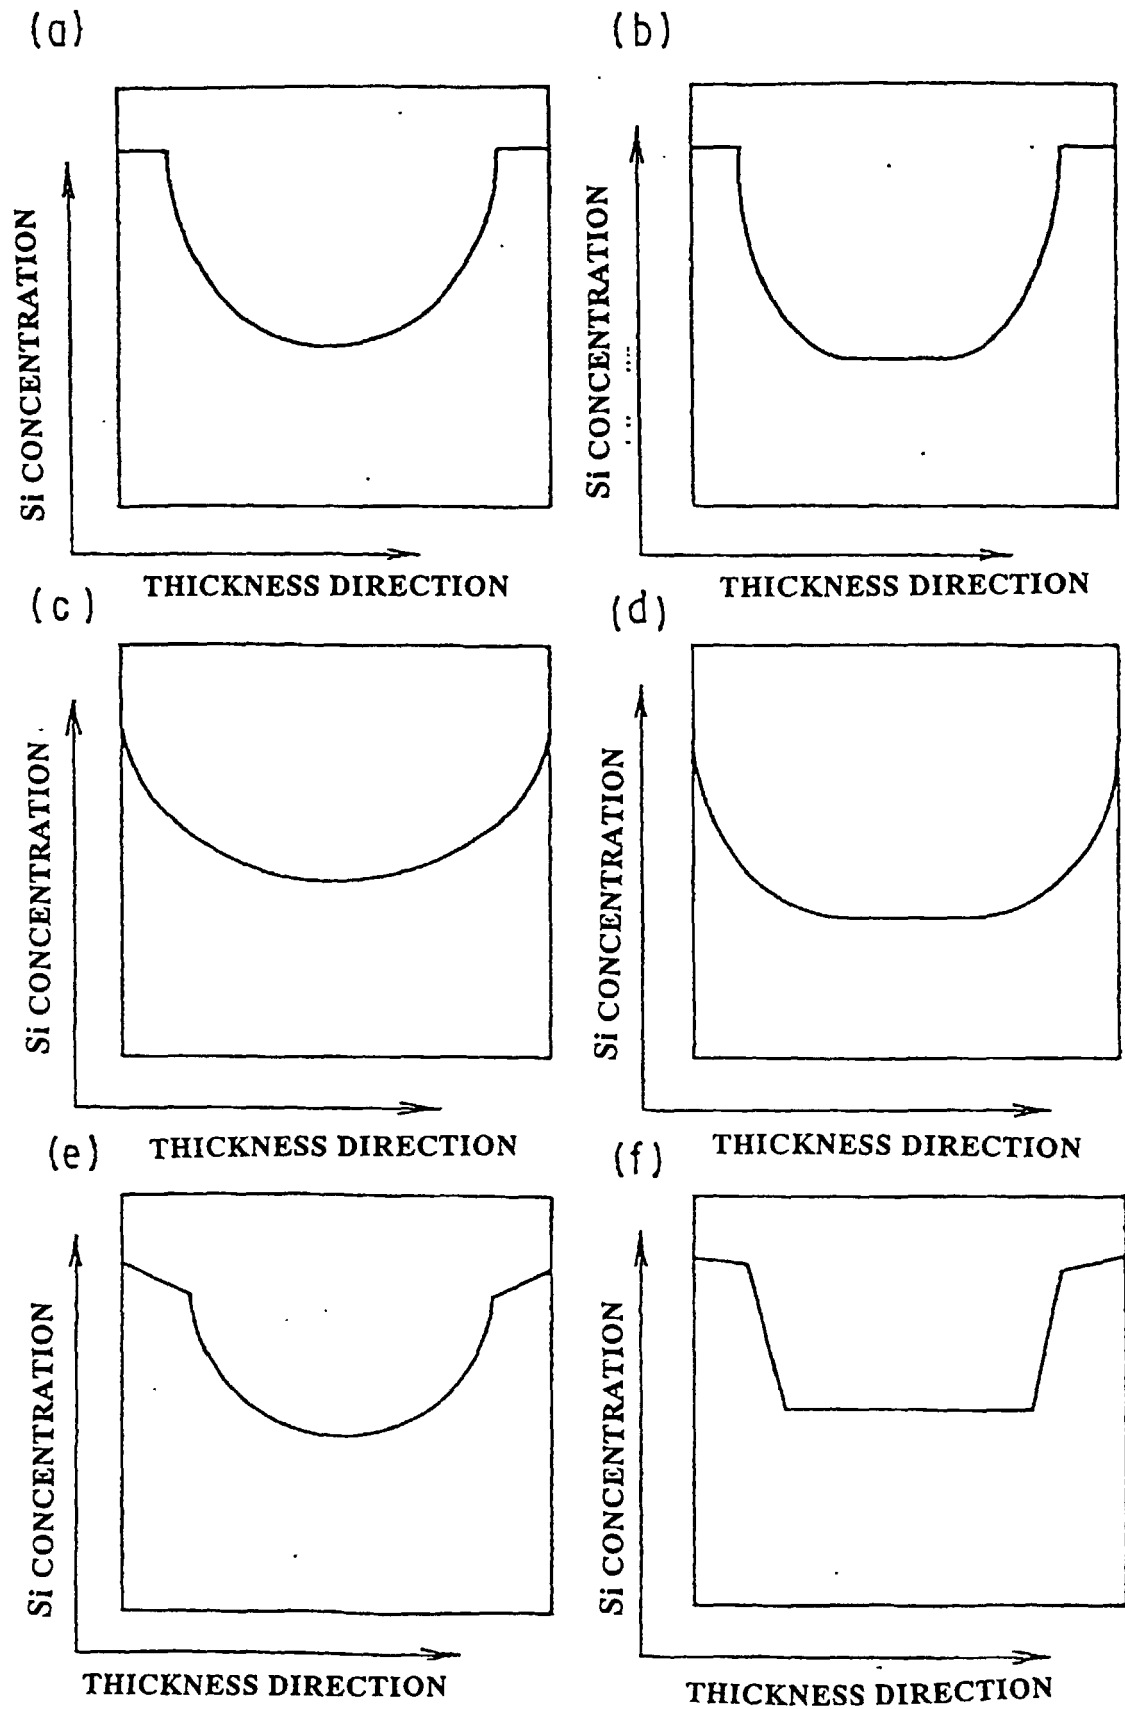 (a)
Si CONCENTRATION
THICKNESS DIRECTION
(b)
Si CONCENTRATION
THICKNESS DIRECTION
(c)
Si CONCENTRATION
THICKNESS DIRECTION
(d)
Si CONCENTRATION
THICKNESS DIRECTION
(e)
Si CONCENTRATION
THICKNESS DIRECTION
(f)
Si CONCENTRATION
THICKNESS DIRECTION